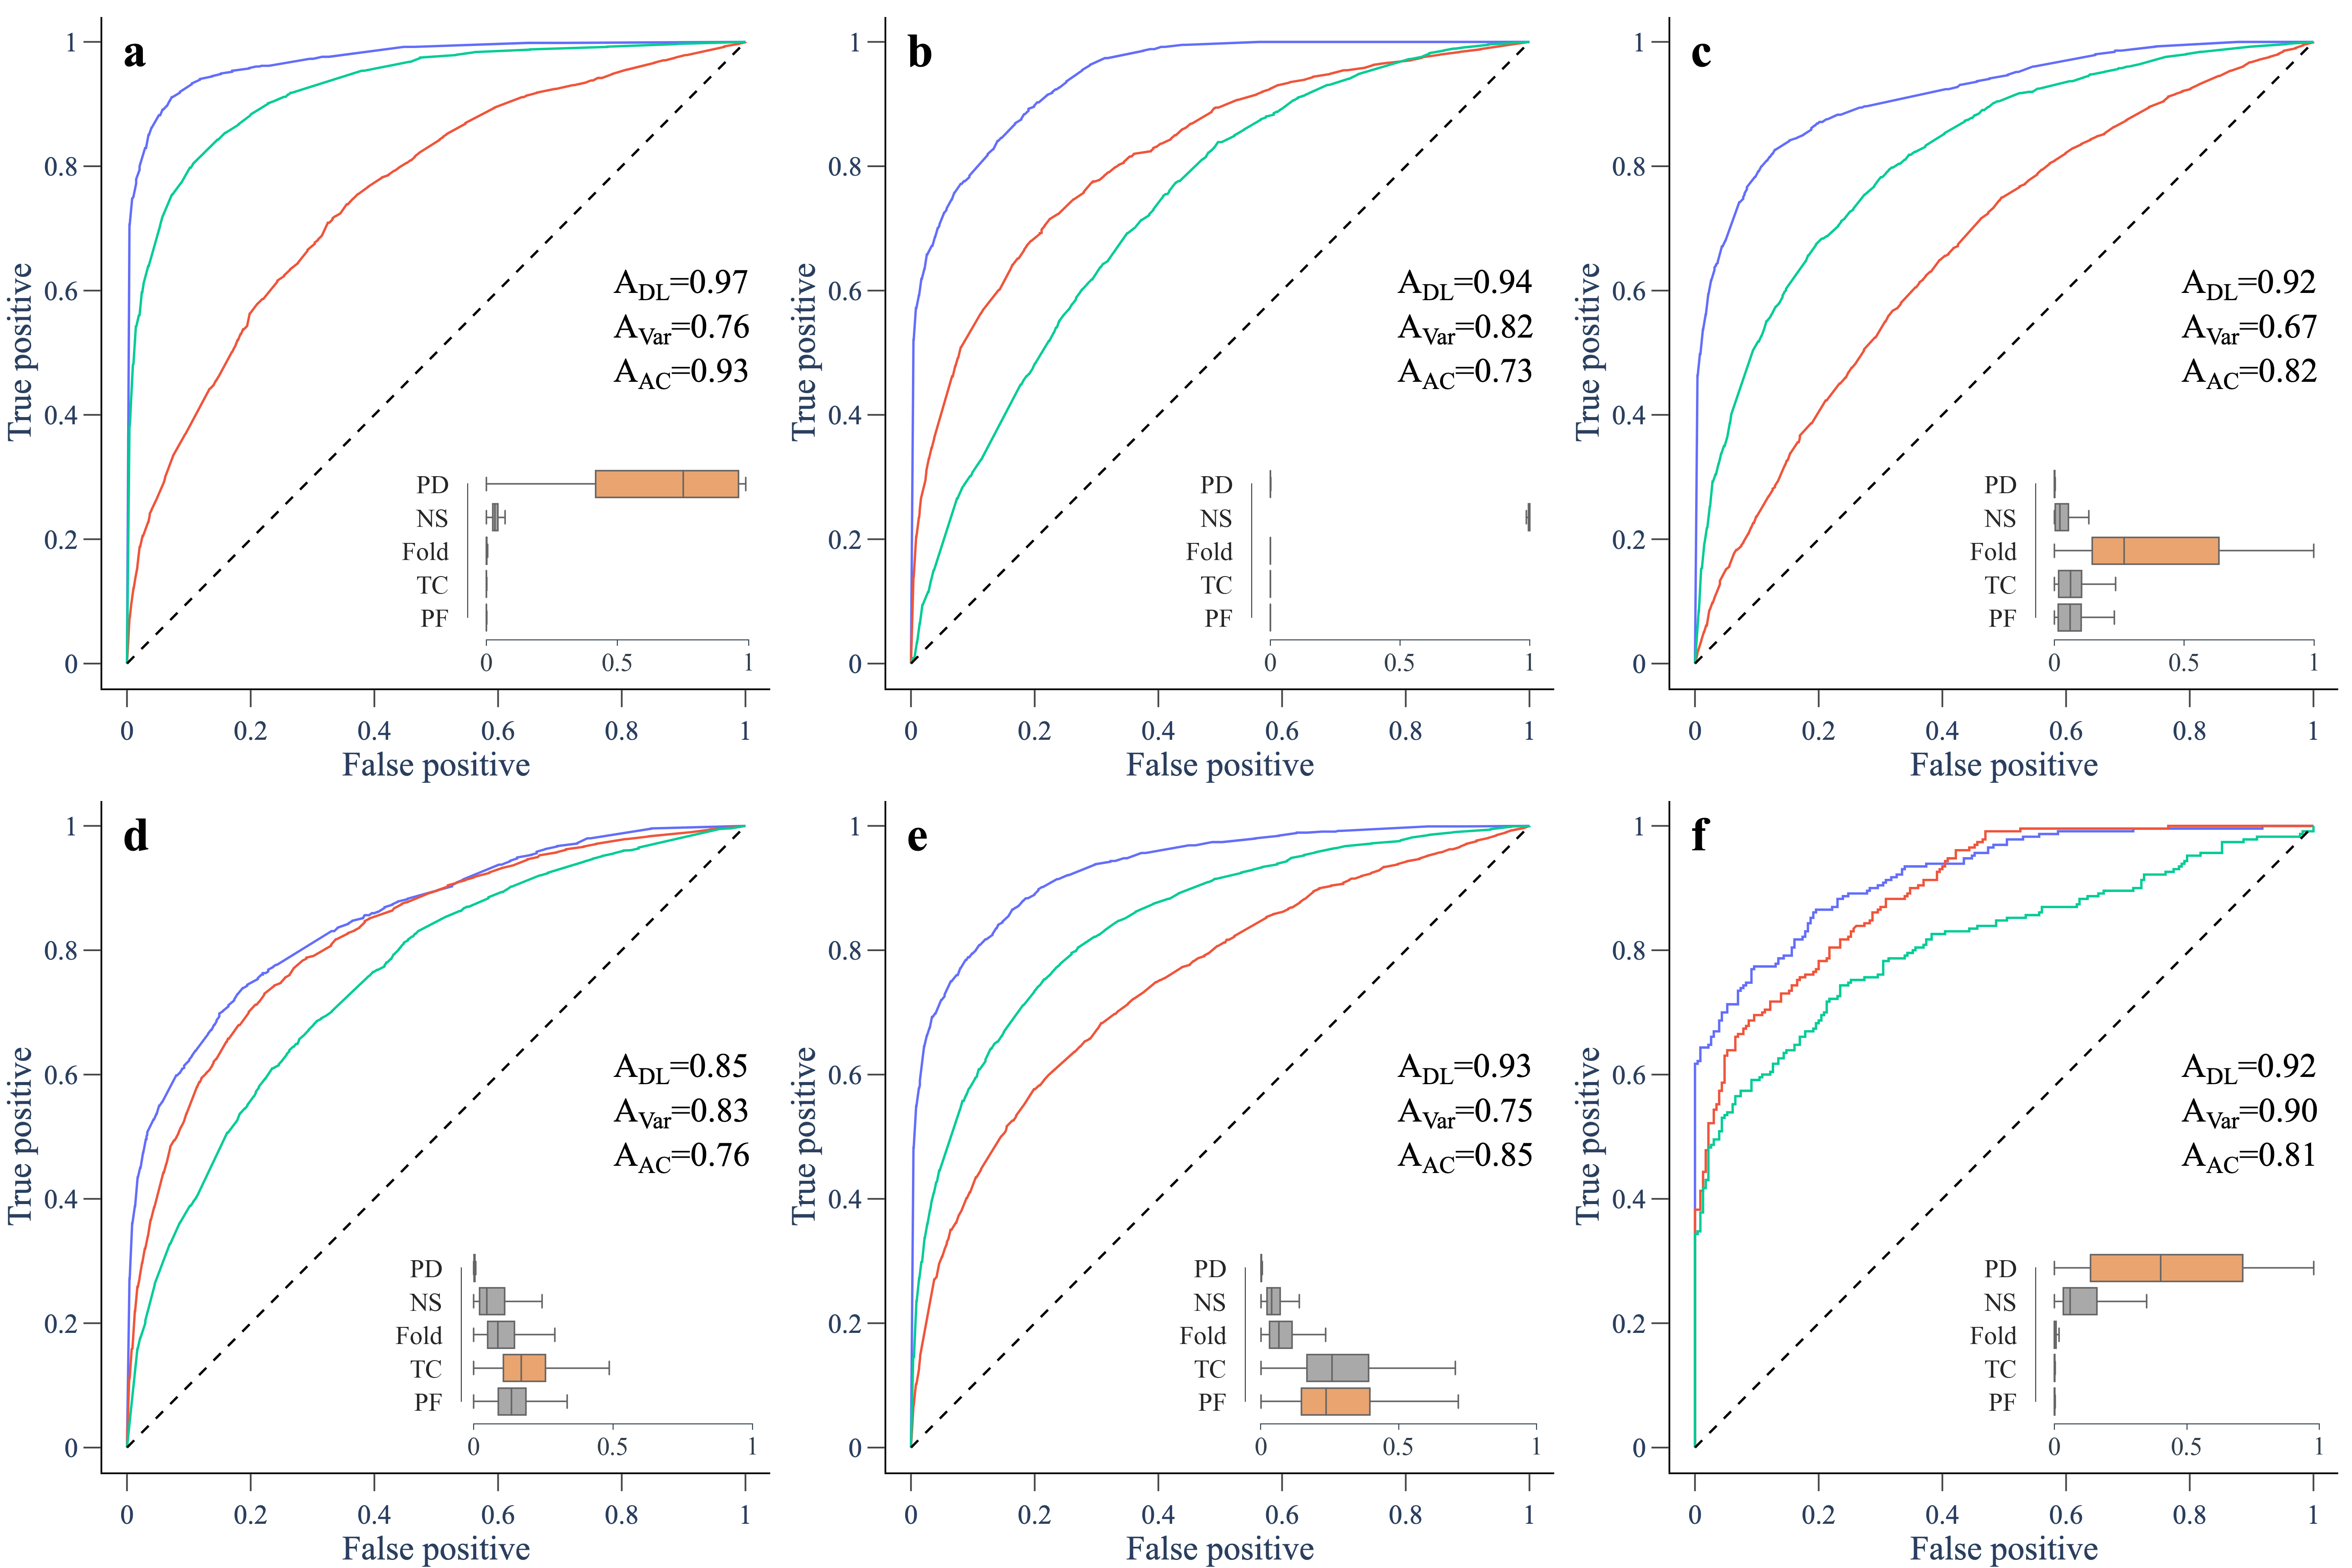 a
1
0.8
0.6
0.4
0.2
0
True positive
A_DL=0.97
A_Var=0.76
A_AC=0.93
PD
NS
Fold
TC
PF
0 0.5 1
0 0.2 0.4 0.6 0.8 1
False positive
b
1
0.8
0.6
0.4
0.2
0
True positive
A_DL=0.94
A_Var=0.82
A_AC=0.73
PD
NS
Fold
TC
PF
0 0.5 1
0 0.2 0.4 0.6 0.8 1
False positive
c
1
0.8
0.6
0.4
0.2
0
True positive
A_DL=0.92
A_Var=0.67
A_AC=0.82
PD
NS
Fold
TC
PF
0 0.5 1
0 0.2 0.4 0.6 0.8 1
False positive
d
1
0.8
0.6
0.4
0.2
0
True positive
A_DL=0.85
A_Var=0.83
A_AC=0.76
PD
NS
Fold
TC
PF
0 0.5 1
0 0.2 0.4 0.6 0.8 1
False positive
e
1
0.8
0.6
0.4
0.2
0
True positive
A_DL=0.93
A_Var=0.75
A_AC=0.85
PD
NS
Fold
TC
PF
0 0.5 1
0 0.2 0.4 0.6 0.8 1
False positive
f
1
0.8
0.6
0.4
0.2
0
True positive
A_DL=0.92
A_Var=0.90
A_AC=0.81
PD
NS
Fold
TC
PF
0 0.5 1
0 0.2 0.4 0.6 0.8 1
False positive